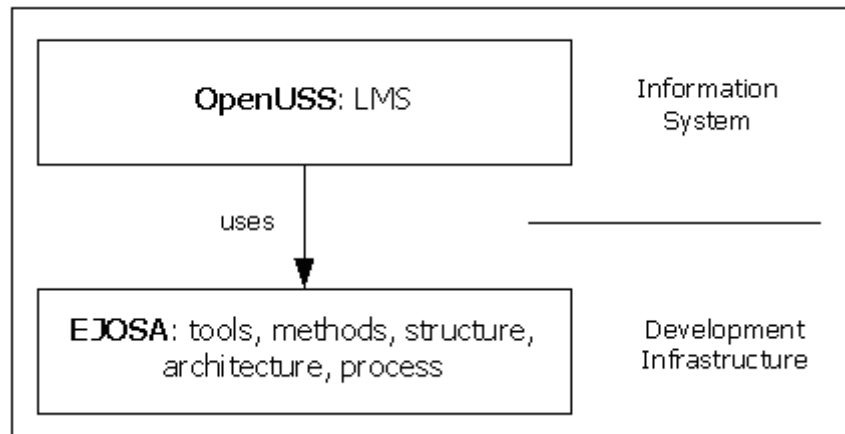 OpenUSS: LMS
Information
System
uses
EJOSA: tools, methods, structure,
architecture, process
Development
Infrastructure